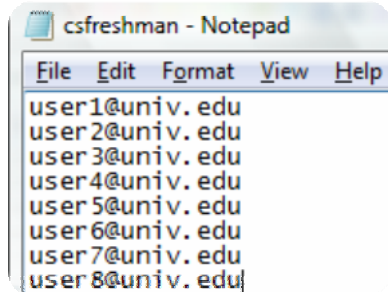 csfreshman - Notepad
File Edit Format View Help
user1@univ.edu
user2@univ.edu
user3@univ.edu
user4@univ.edu
user5@univ.edu
user6@univ.edu
user7@univ.edu
user8@univ.edu